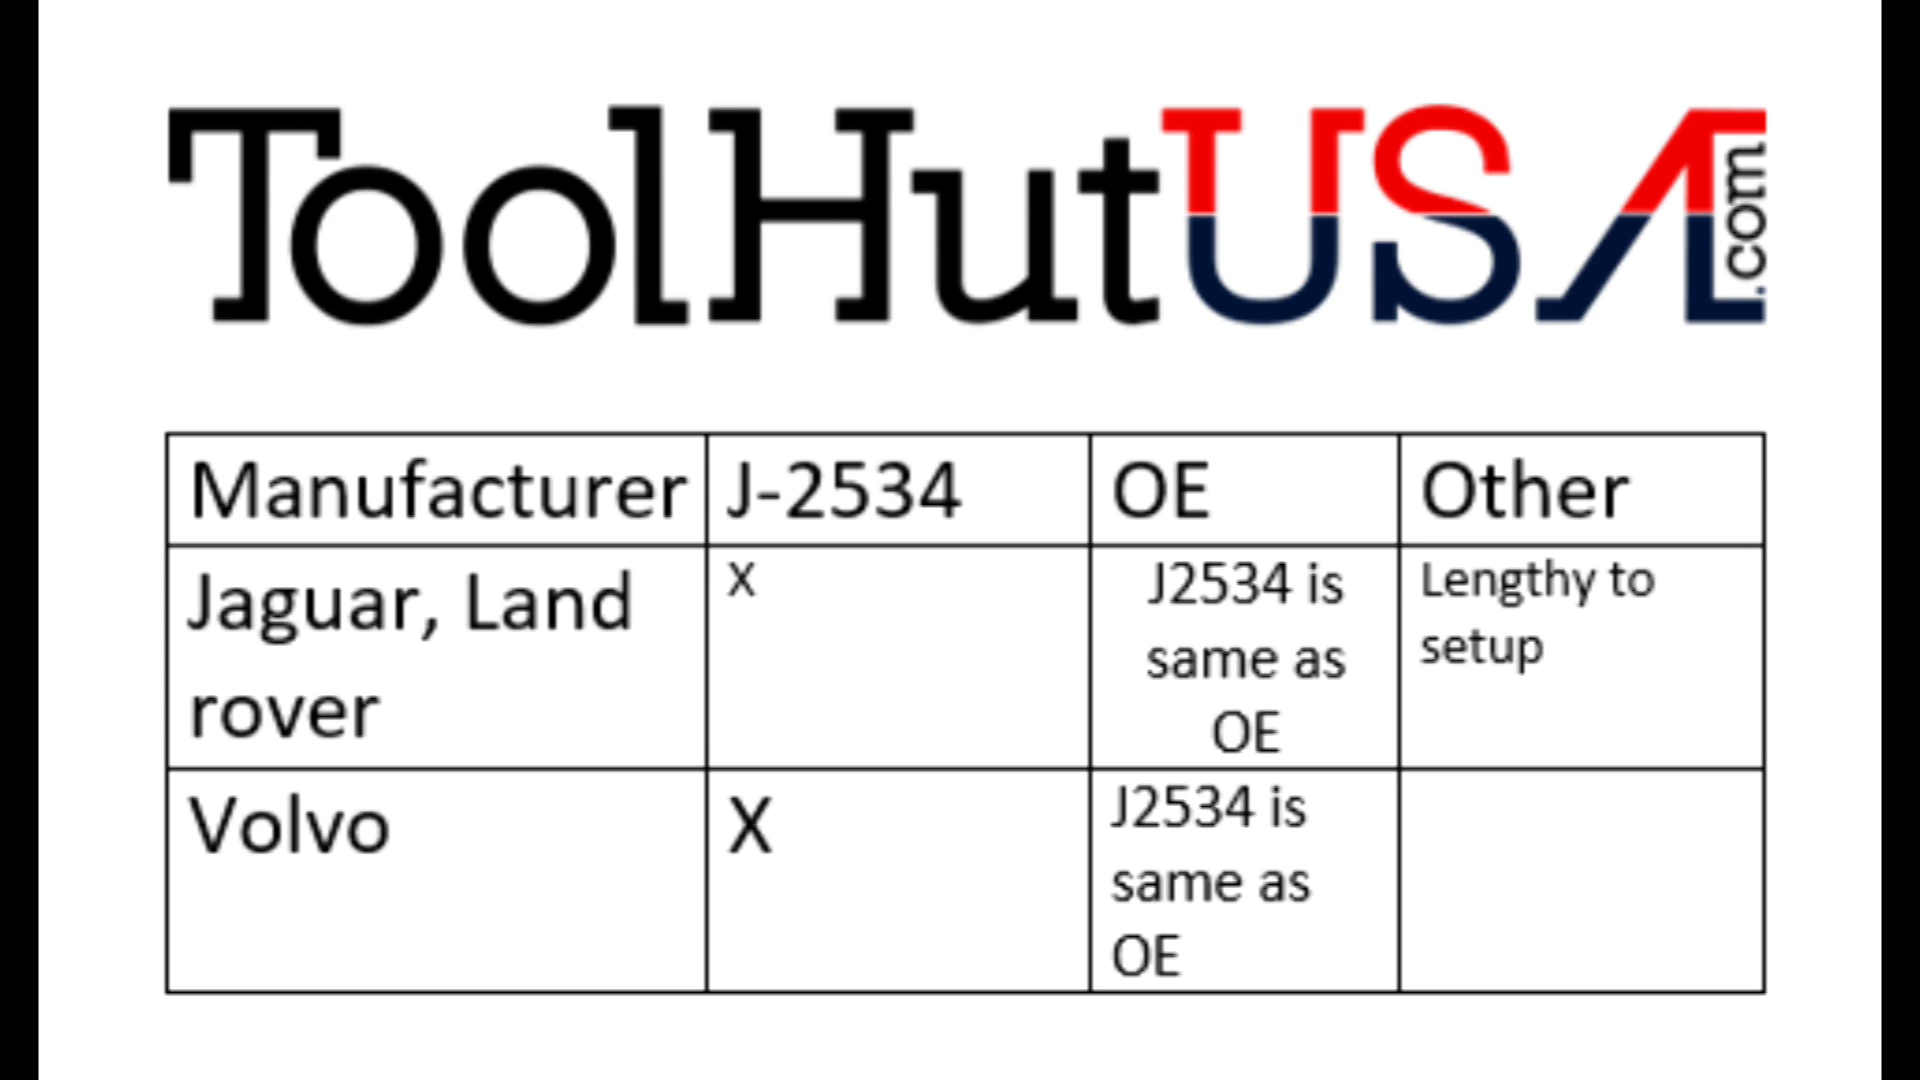 ToolHutUSA.com
Manufacturer J-2534 OE Other
Jaguar, Land
rover
X
J2534 is
same as
OE
Lengthy to
setup
Volvo
X
J2534 is
same as
OE